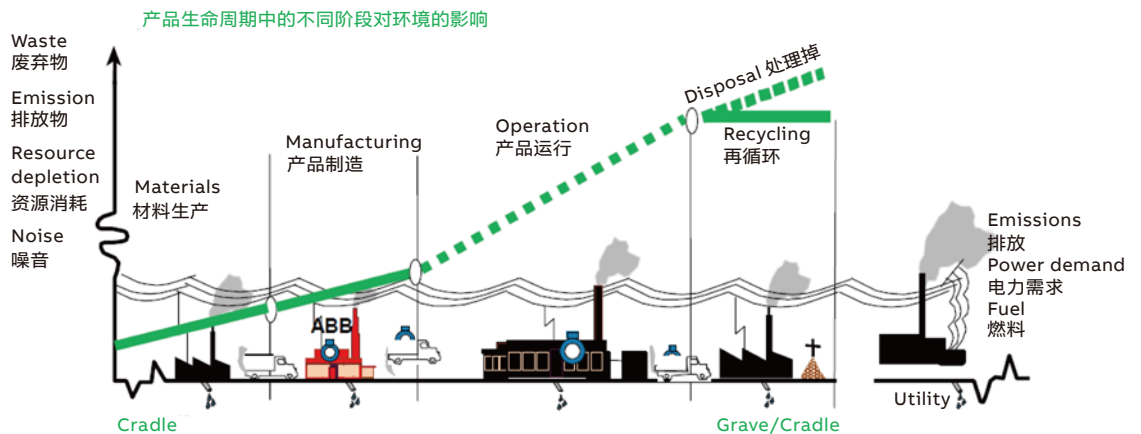 产品生命周期中的不同阶段对环境的影响
Waste
废弃物
Emission
排放物
Resource
depletion
资源消耗
Noise
噪音
Materials
材料生产
Manufacturing
产品制造
Operation
产品运行
Disposal 处理掉
Recycling
再循环
Emissions
排放
Power demand
电力需求
Fuel
燃料
ABB
Utility
Cradle
Grave/Cradle